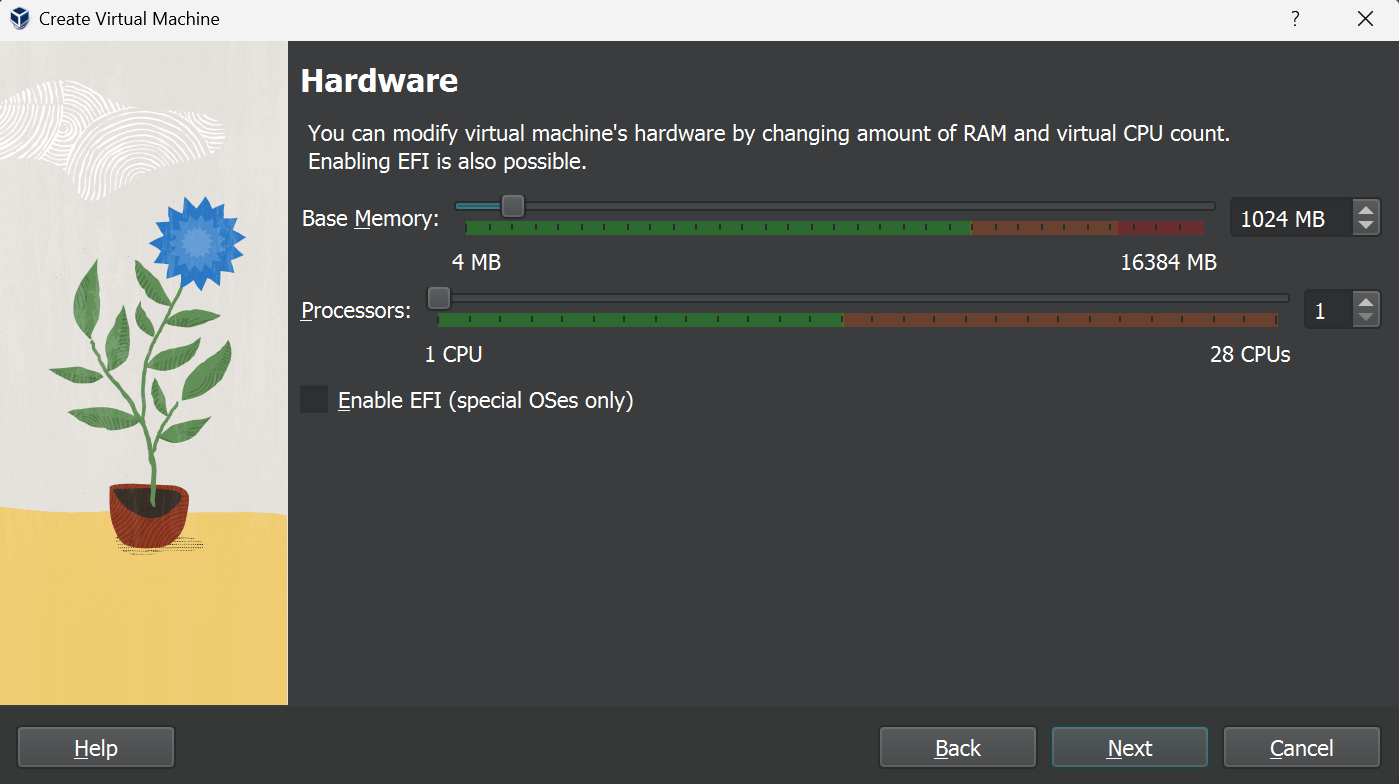 Create Virtual Machine
?
Hardware
You can modify virtual machine's hardware by changing amount of RAM and virtual CPU count.
Enabling EFI is also possible.
Base Memory:
1024 MB
4 MB
16384 MB
Processors:
1
1 CPU
28 CPUs
Enable EFI (special OSes only)
Help
Back
Next
Cancel